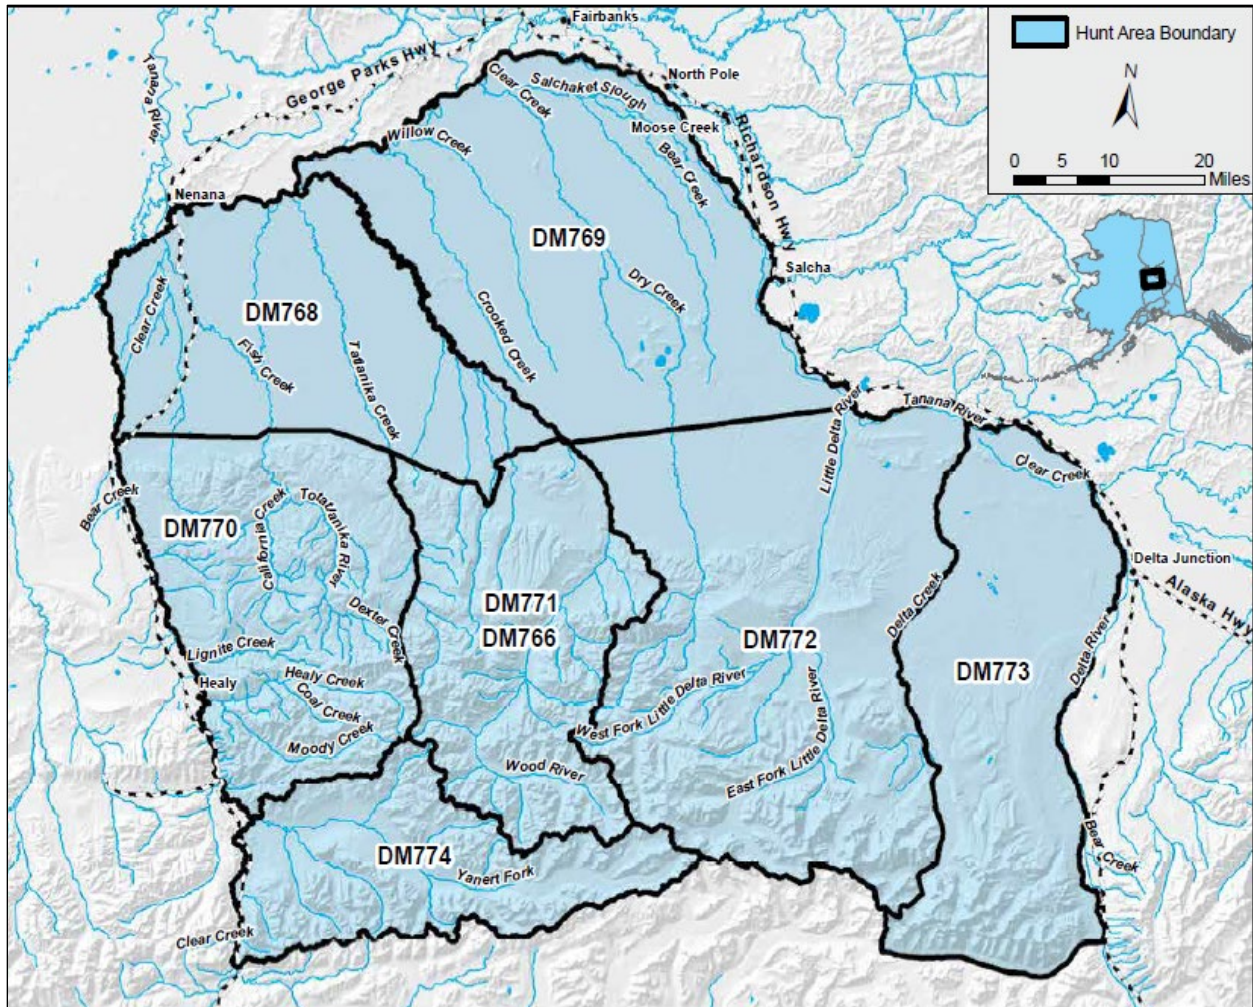 Fairbanks
Hunt Area Boundary
N
0 5 10 20
Miles
George Parks Hwy
Tanana River
North Pole
Clear Creek
Salchaket Slough
Richardson Hwy
Moose Creek
Willow Creek
Bear Creek
Nenana
DM769
Salcha
Dry Creek
Clear Creek
DM768
Crooked Creek
Fish Creek
Tatlanika Creek
Little Delta River
Tanana River
Clear Creek
Bear Creek
DM770
California Creek
Totatlanika River
Delta Junction
Alaska Hwy
DM771
DM766
Dexter Creek
DM772
Delta Creek
DM773
Delta River
Lignite Creek
Healy
Healy Creek
Coal Creek
Moody Creek
West Fork Little Delta River
East Fork Little Delta River
Wood River
Bear Creek
DM774
Yanert Fork
Clear Creek